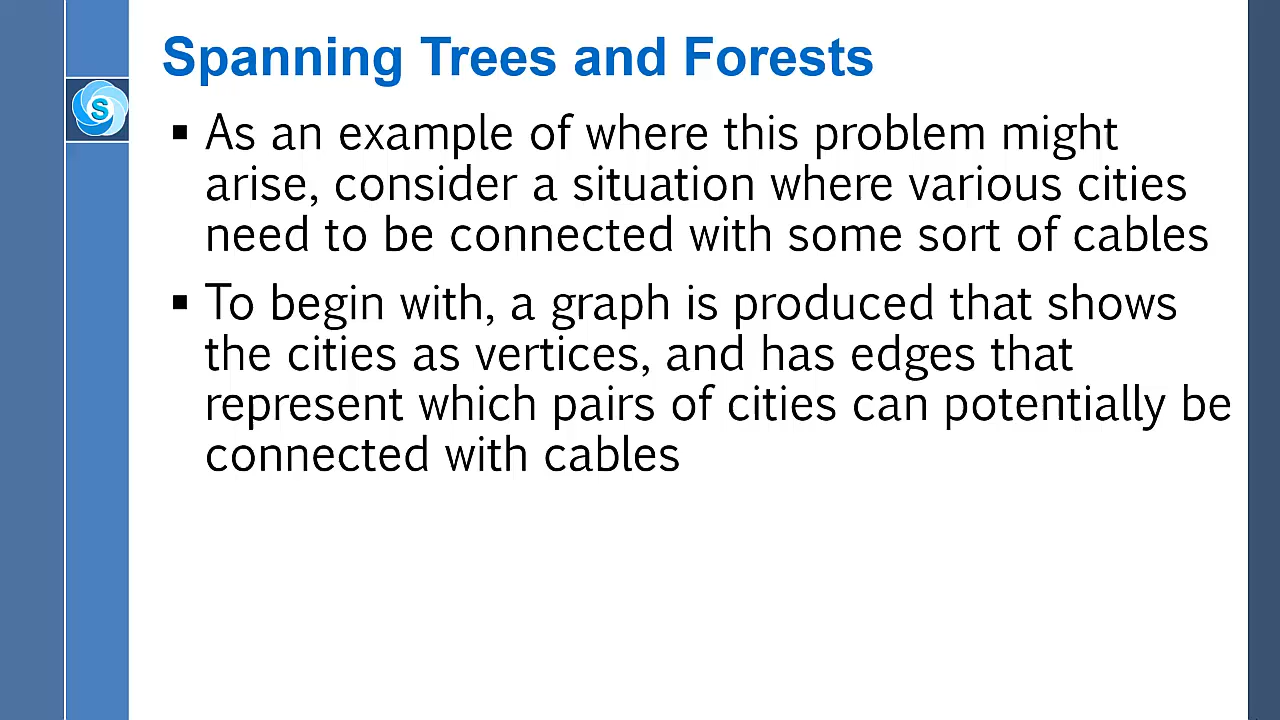 Spanning Trees and Forests
S
▪ As an example of where this problem might
arise, consider a situation where various cities
need to be connected with some sort of cables
▪ To begin with, a graph is produced that shows
the cities as vertices, and has edges that
represent which pairs of cities can potentially be
connected with cables